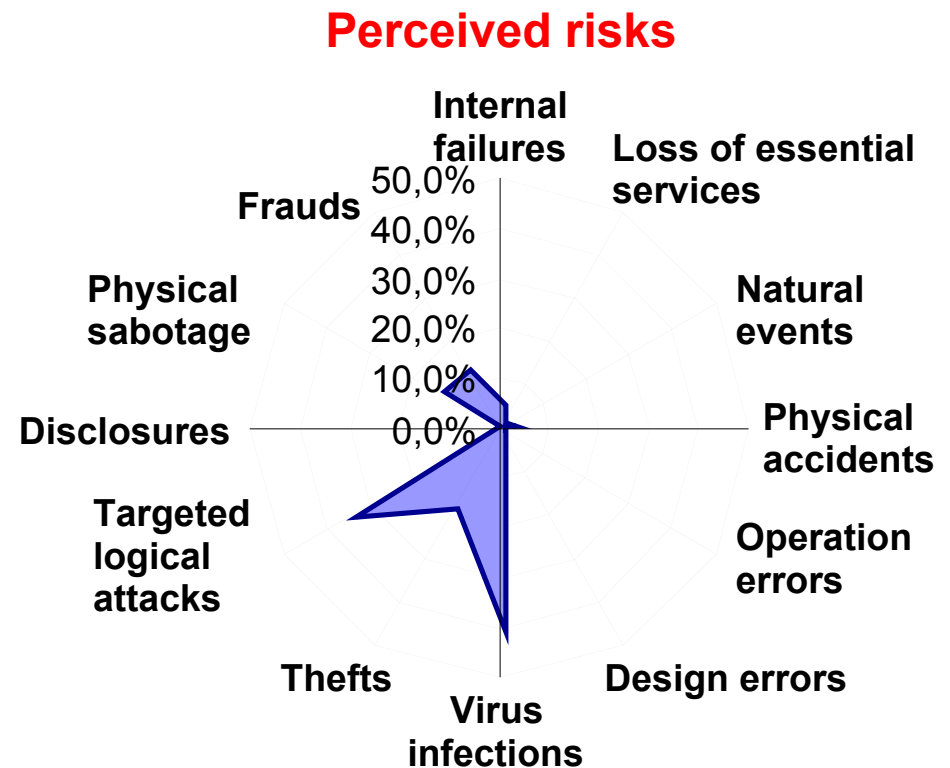 Perceived risks
Internal
failures
Loss of essential
services
Natural
events
Physical
accidents
Operation
errors
Design errors
Virus
infections
Thefts
Targeted
logical
attacks
Disclosures
Physical
sabotage
Frauds
50,0%
40,0%
30,0%
20,0%
10,0%
0,0%